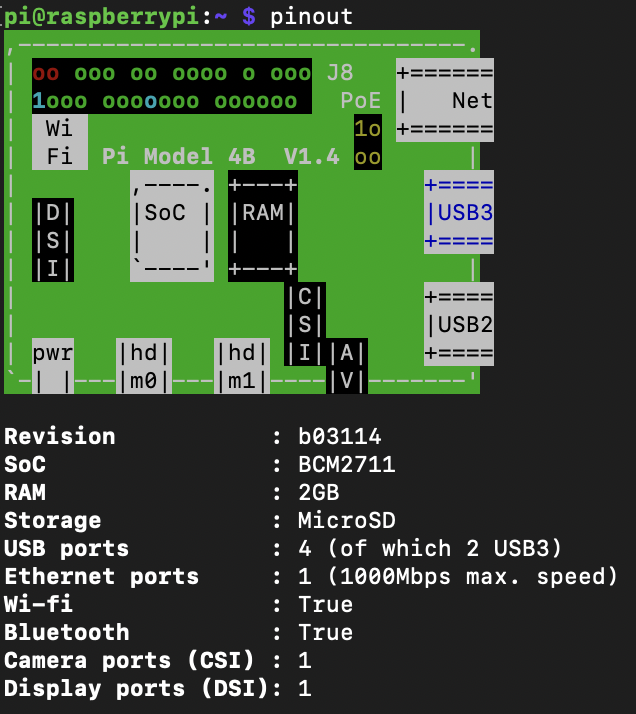 pi@raspberrypi:~ $ pinout
,--------------------------------.
| oo ooo oo oooo o ooo J8   +======
| 1ooo ooooooo oooooo  PoE  |   Net
|  Wi                   1o  +======
|  Fi  Pi Model 4B  V1.4 oo      |
|        ,----. +----+         +====
| |D|    |SoC | |RAM|         |USB3
| |S|    |    | |    |        +====
| |I|    `----' +----+           |
|                   |C|       +====
|                   |S|       |USB2
| pwr   |hd|   |hd| |I||A|    +====
`-| |---|m0|---|m1|----|V|-------'
Revision           : b03114
SoC                : BCM2711
RAM                : 2GB
Storage            : MicroSD
USB ports          : 4 (of which 2 USB3)
Ethernet ports     : 1 (1000Mbps max. speed)
Wi-fi              : True
Bluetooth          : True
Camera ports (CSI) : 1
Display ports (DSI): 1